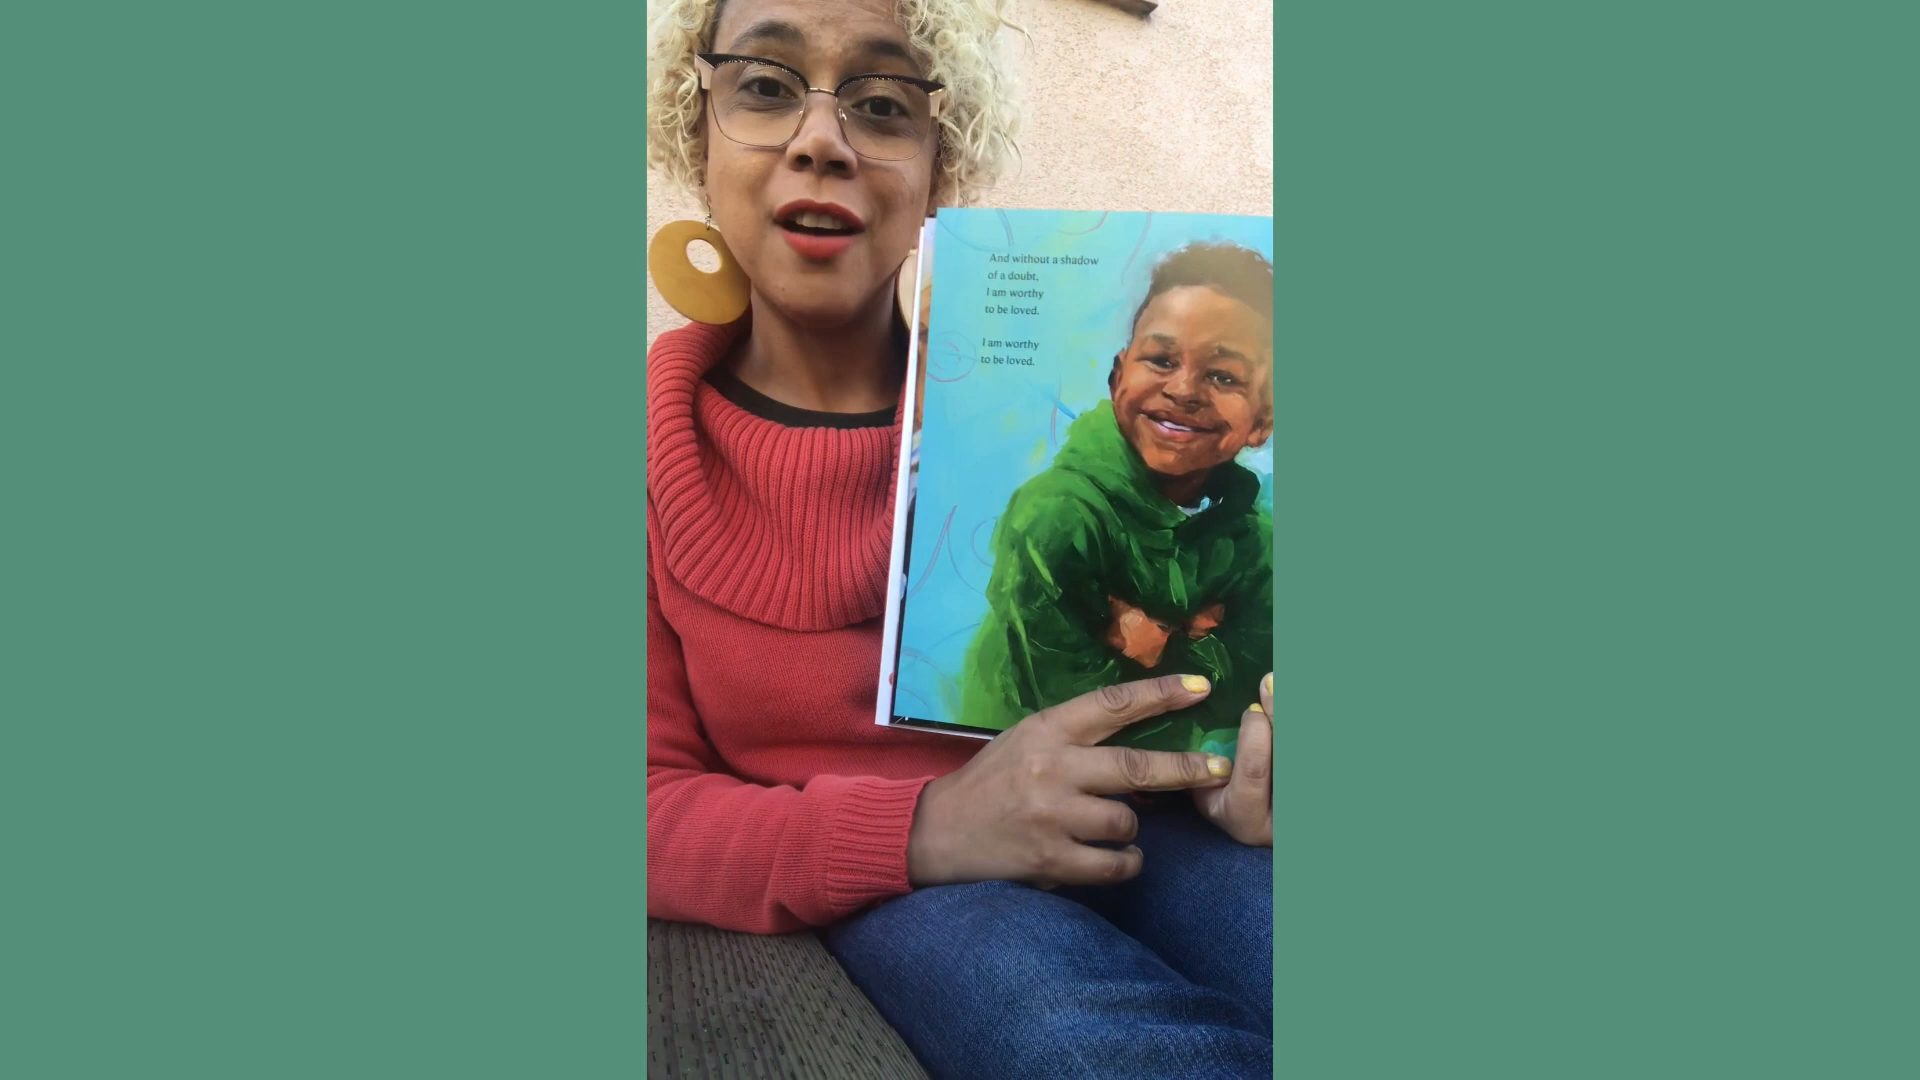 And without a shadow
of a doubt,
I am worthy
to be loved.
I am worthy
to be loved.